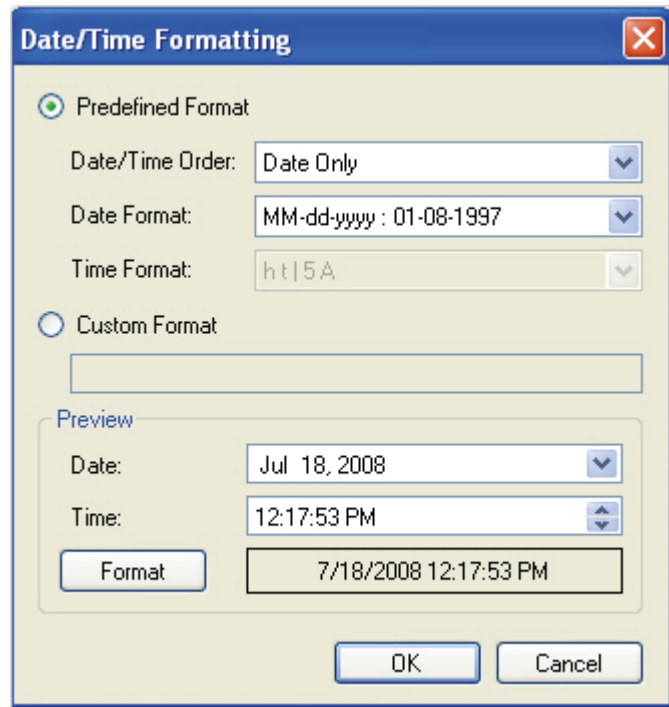 Date/Time Formatting
Predefined Format
Date/Time Order: Date Only
Date Format: MM-dd-yyyy : 01-08-1997
Time Format: h t | 5 A
Custom Format
Preview
Date: Jul 18, 2008
Time: 12:17:53 PM
Format 7/18/2008 12:17:53 PM
OK Cancel